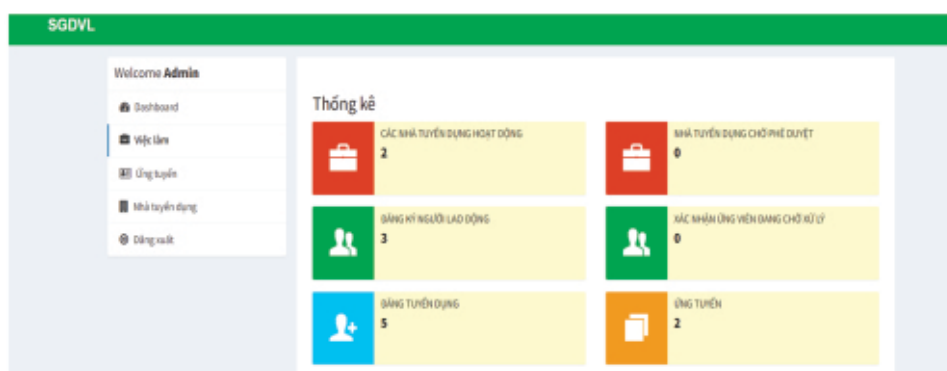 SGDVL
Welcome Admin
Dashboard
Việc làm
Ứng tuyển
Nhà tuyển dụng
Đăng xuất
Thống kê
CÁC NHÀ TUYỂN DỤNG HOẠT ĐỘNG
2
NHÀ TUYỂN DỤNG CHỜ PHÊ DUYỆT
0
ĐĂNG KÝ NGƯỜI LAO ĐỘNG
3
XÁC NHẬN ỨNG VIÊN ĐANG CHỜ XỬ LÝ
0
ĐĂNG TUYỂN DỤNG
5
ỨNG TUYỂN
2